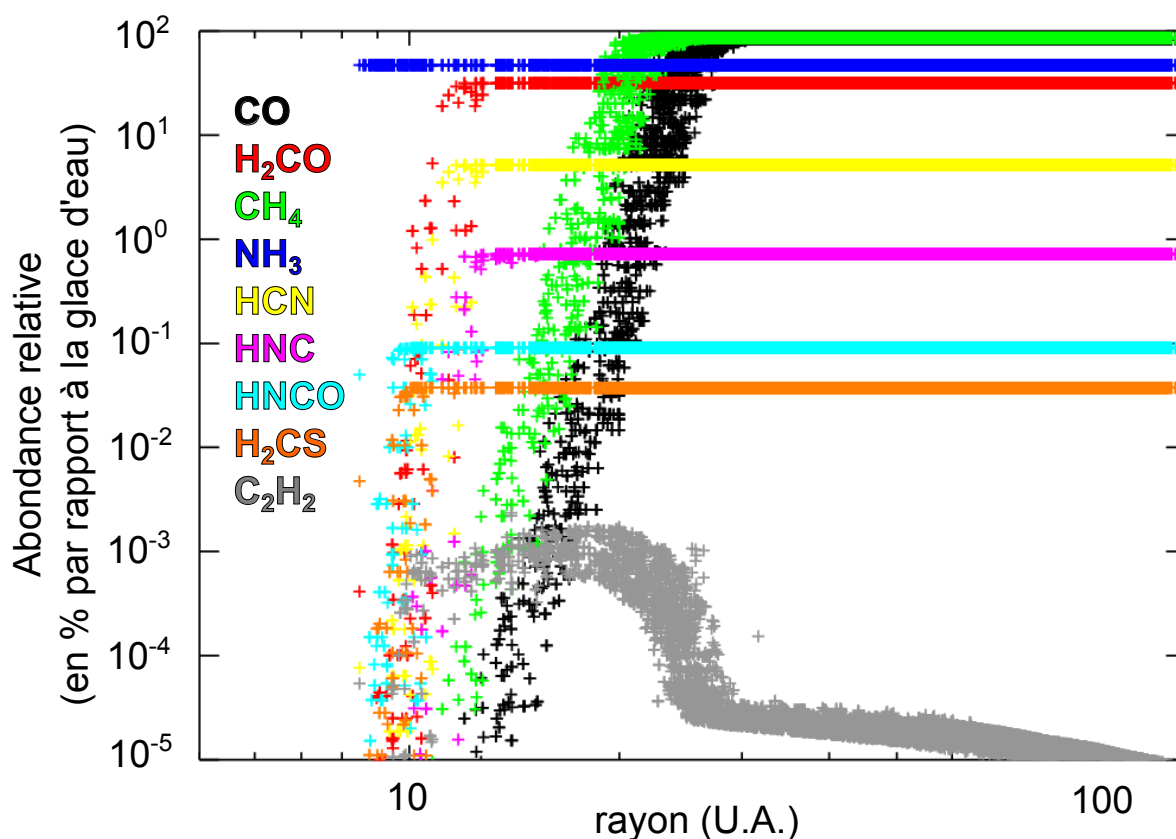 Abondance relative
(en % par rapport à la glace d'eau)
10²
10¹
10⁰
10⁻¹
10⁻²
10⁻³
10⁻⁴
10⁻⁵
CO
H₂CO
CH₄
NH₃
HCN
HNC
HNCO
H₂CS
C₂H₂
10
100
rayon (U.A.)